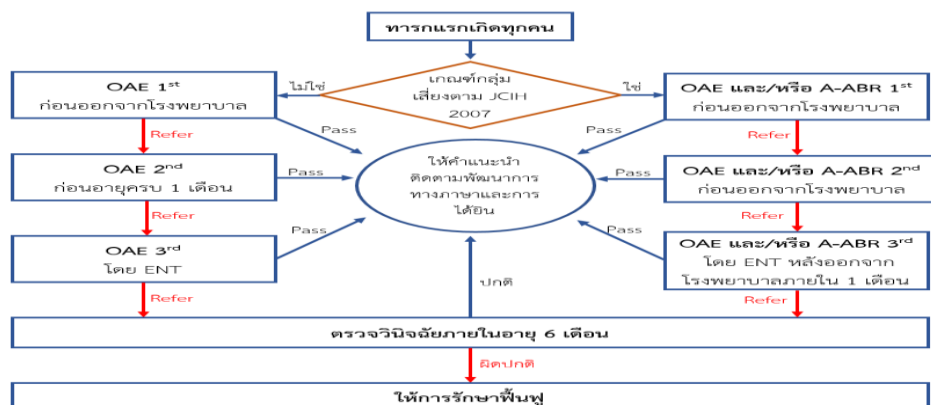 ทารกแรกเกิดทุกคน
เกณฑ์กลุ่ม
เสี่ยงตาม JCIH
2007
ไม่ใช่
ใช่
OAE 1st
ก่อนออกจากโรงพยาบาล
OAE และ/หรือ A-ABR 1st
ก่อนออกจากโรงพยาบาล
Pass
Pass
Refer
Refer
ให้คำแนะนำ
ติดตามพัฒนาการ
ทางภาษาและการ
ได้ยิน
OAE 2nd
ก่อนอายุครบ 1 เดือน
Pass
Pass
OAE และ/หรือ A-ABR 2nd
ก่อนออกจากโรงพยาบาล
Refer
Refer
OAE 3rd
โดย ENT
Pass
Pass
OAE และ/หรือ A-ABR 3rd
โดย ENT หลังออกจาก
โรงพยาบาลภายใน 1 เดือน
Refer
ปกติ
Refer
ตรวจวินิจฉัยภายในอายุ 6 เดือน
ผิดปกติ
ให้การรักษาฟื้นฟู